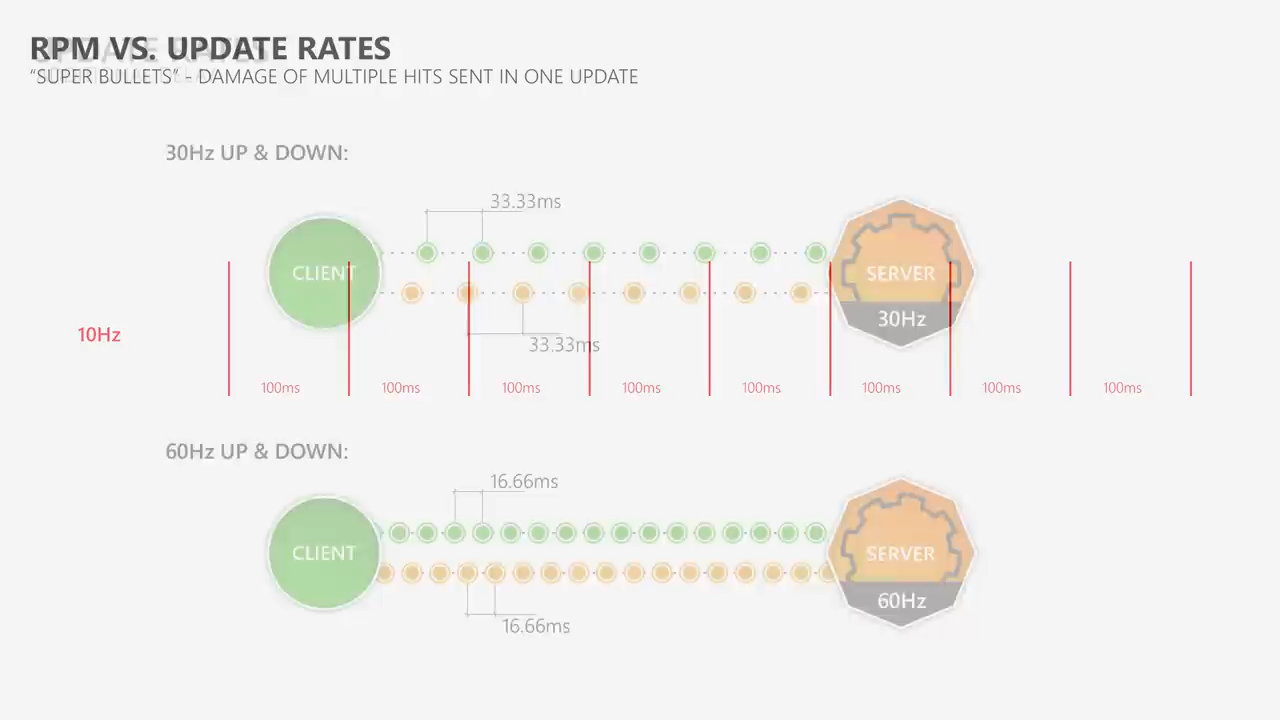 RPM VS. UPDATE RATES
UPDATE RATES
“SUPER BULLETS” - DAMAGE OF MULTIPLE HITS SENT IN ONE UPDATE
30Hz UP & DOWN:
33.33ms
CLIENT
SERVER
30Hz
10Hz
33.33ms
100ms 100ms 100ms 100ms 100ms 100ms 100ms 100ms
60Hz UP & DOWN:
16.66ms
CLIENT
SERVER
60Hz
16.66ms